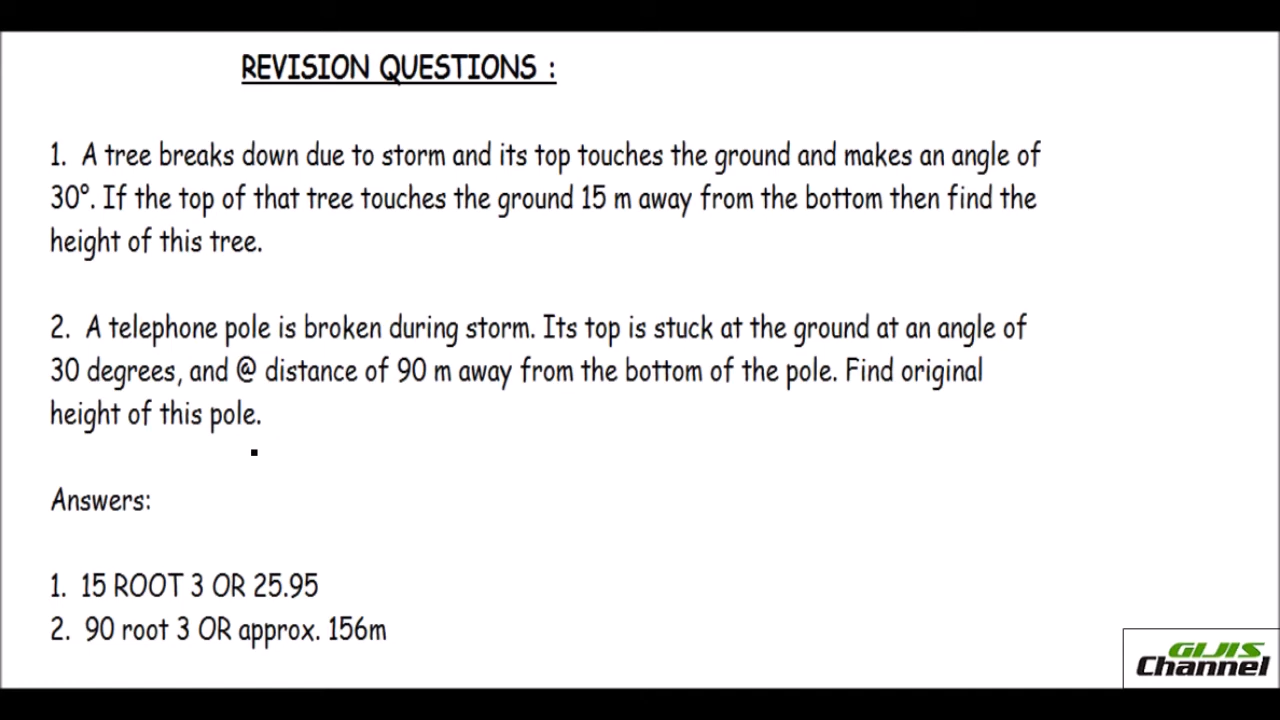 REVISION QUESTIONS :
1. A tree breaks down due to storm and its top touches the ground and makes an angle of
30°. If the top of that tree touches the ground 15 m away from the bottom then find the
height of this tree.
2. A telephone pole is broken during storm. Its top is stuck at the ground at an angle of
30 degrees, and @ distance of 90 m away from the bottom of the pole. Find original
height of this pole.
Answers:
1. 15 ROOT 3 OR 25.95
2. 90 root 3 OR approx. 156m
GIJIS
Channel